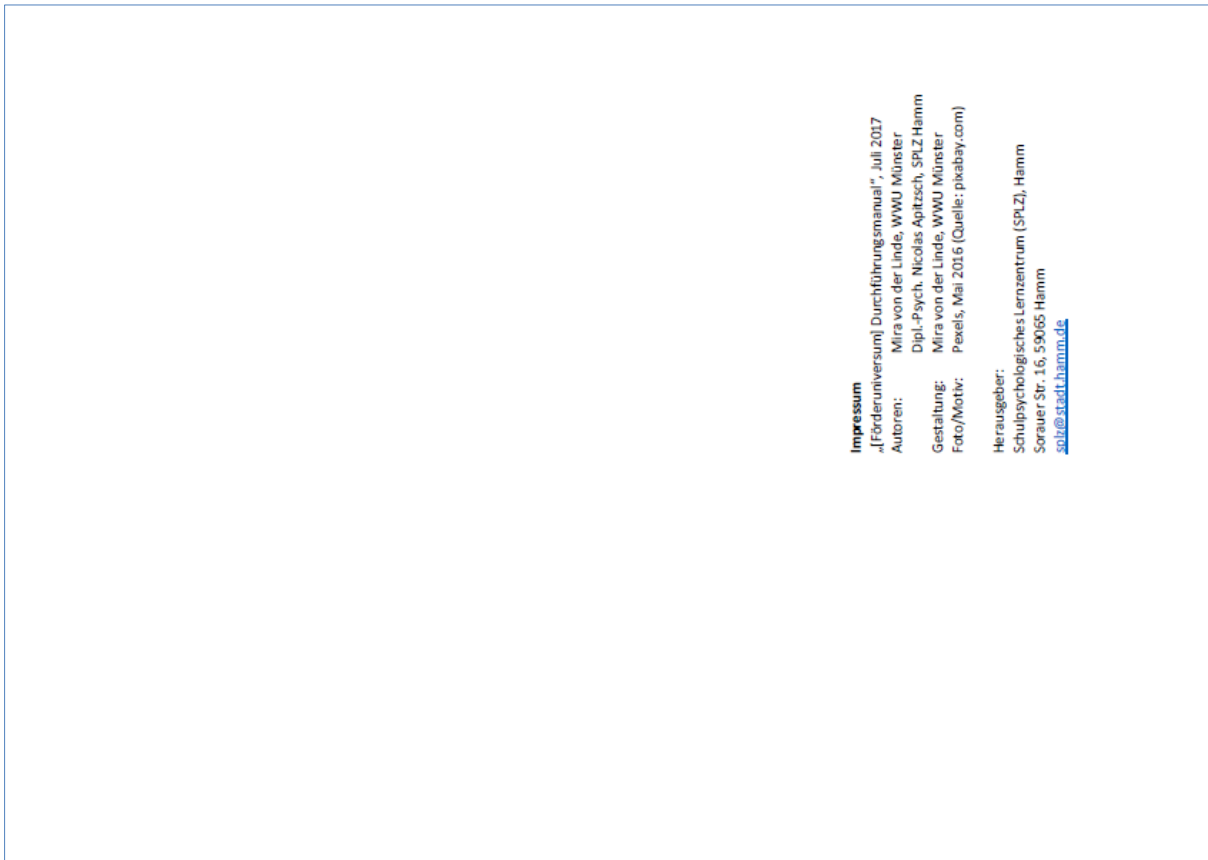 Impressum
„[Förderuniversum] Durchführungsmanual“, Juli 2017
Autoren: Mira von der Linde, WWU Münster
Dipl.-Psych. Nicolas Apitzsch, SPLZ Hamm
Gestaltung: Mira von der Linde, WWU Münster
Foto/Motiv: Pexels, Mai 2016 (Quelle: pixabay.com)
Herausgeber:
Schulpsychologisches Lernzentrum (SPLZ), Hamm
Sorauer Str. 16, 59065 Hamm
splz@stadt.hamm.de